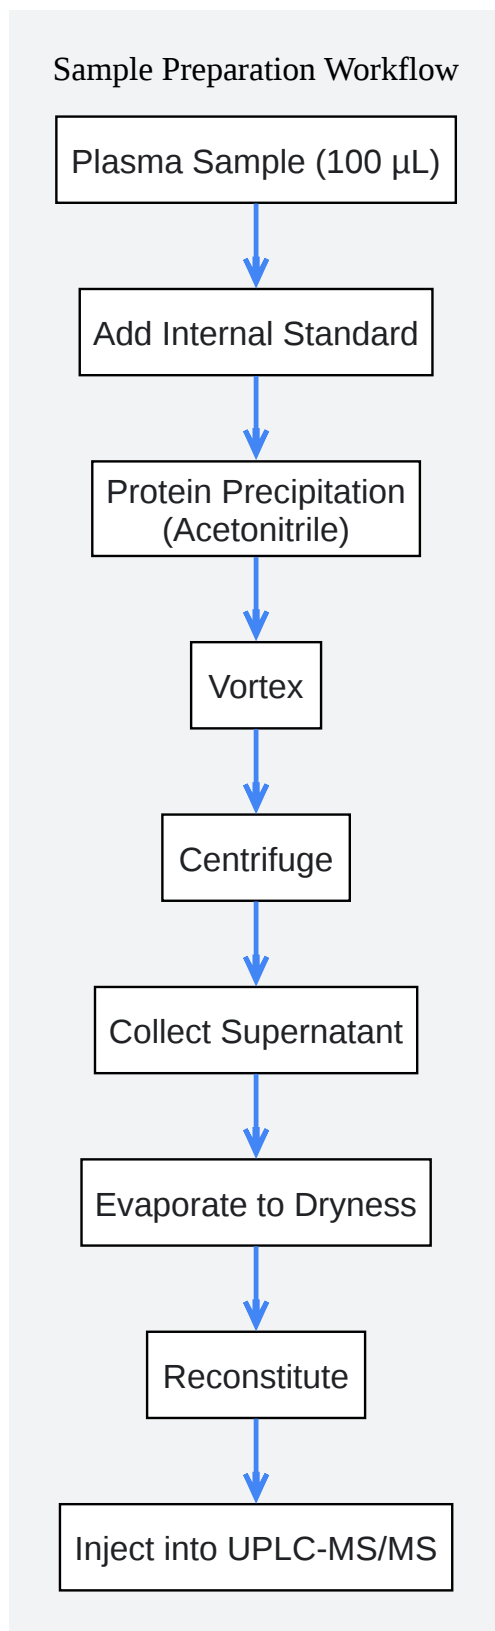 Sample Preparation Workflow
Plasma Sample (100 µL)
Add Internal Standard
Protein Precipitation
(Acetonitrile)
Vortex
Centrifuge
Collect Supernatant
Evaporate to Dryness
Reconstitute
Inject into UPLC-MS/MS